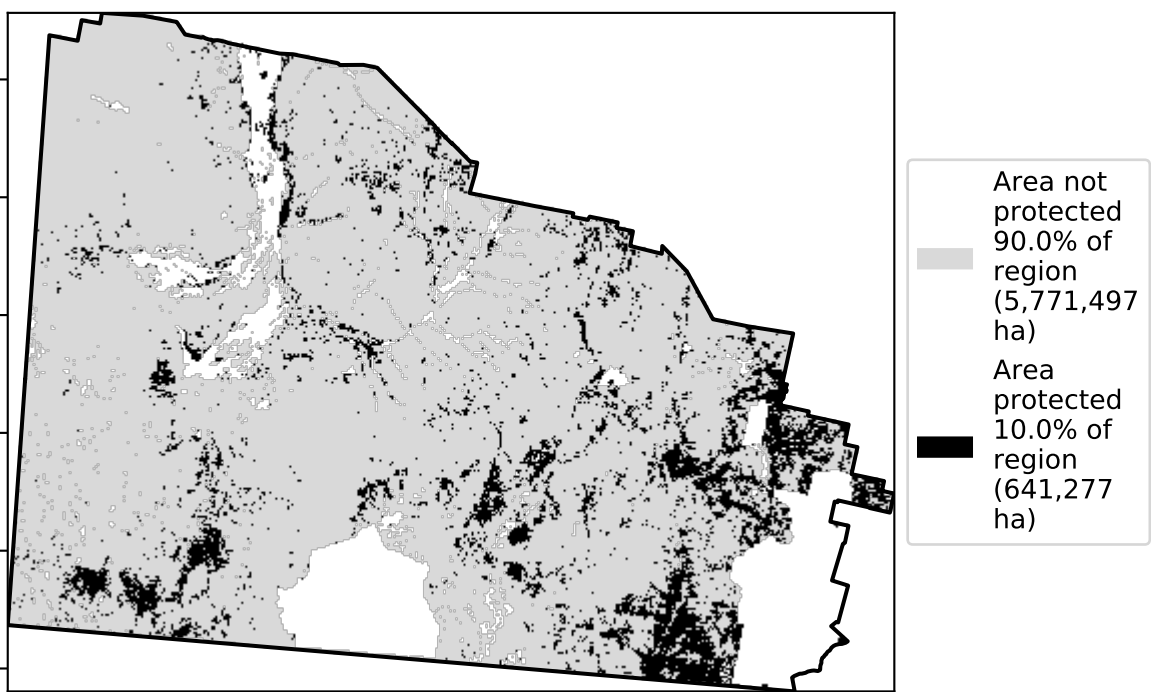 Area not
protected
90.0% of
region
(5,771,497
ha)
Area
protected
10.0% of
region
(641,277
ha)